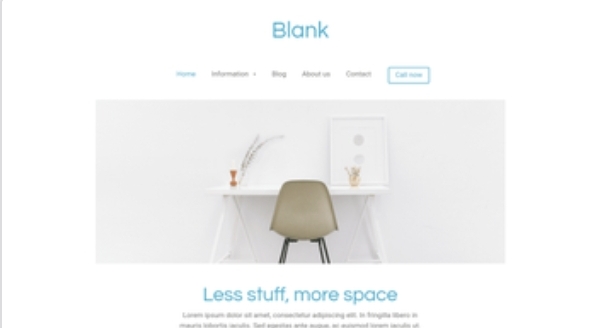 Blank
Home Information Blog About us Contact Call now
Less stuff, more space
Lorem ipsum dolor sit amet, consectetur adipiscing elit. In fringilla libero in
mauris lobortis iaculis. Sed egestas ante augue, ac euismod lorem iaculis ut.